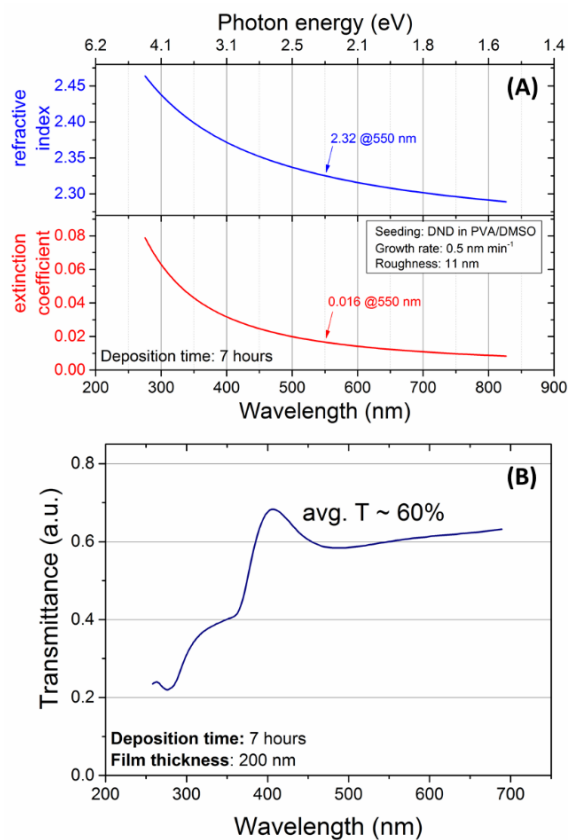 Photon energy (eV)
6.2 4.1 3.1 2.5 2.1 1.8 1.6 1.4
(A)
refractive
index
2.45
2.40
2.35
2.30
2.32 @550 nm
extinction
coefficient
0.08
0.06
0.04
0.02
0.00
Seeding: DND in PVA/DMSO
Growth rate: 0.5 nm min⁻¹
Roughness: 11 nm
0.016 @550 nm
Deposition time: 7 hours
200 300 400 500 600 700 800 900
Wavelength (nm)
(B)
Transmittance (a.u.)
0.8
0.6
0.4
0.2
0.0
avg. T ~ 60%
Deposition time: 7 hours
Film thickness: 200 nm
200 300 400 500 600 700
Wavelength (nm)